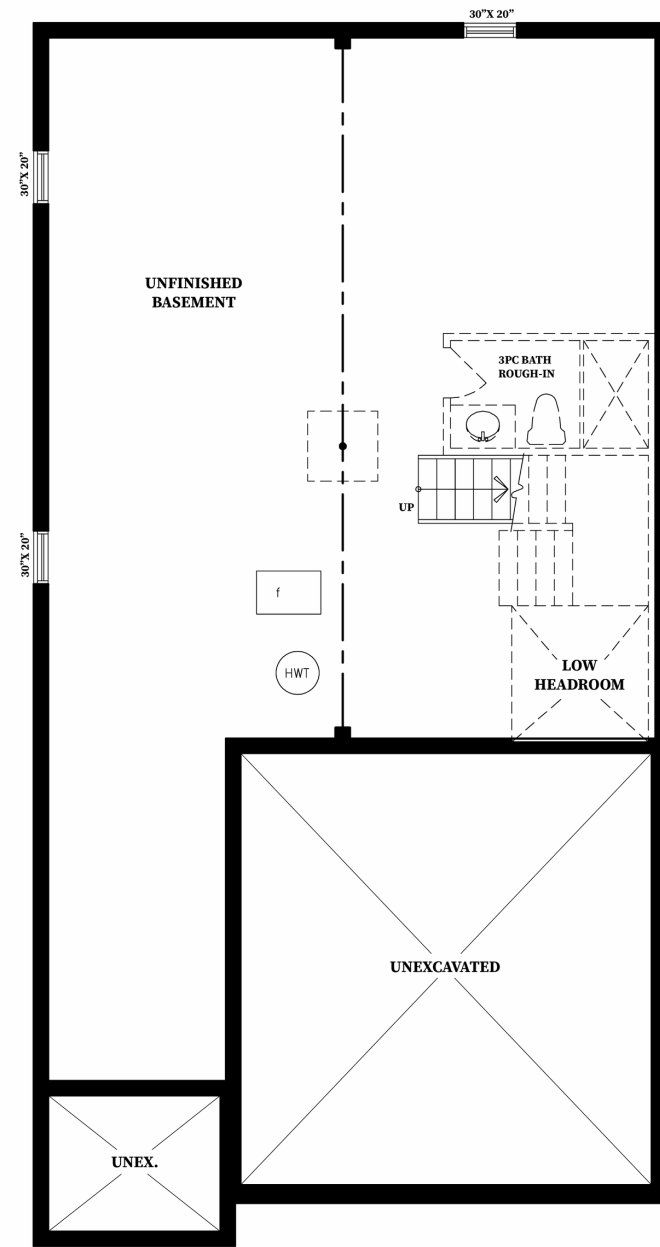 30"X 20"
30"X 20"
UNFINISHED
BASEMENT
3PC BATH
ROUGH-IN
UP
30"X 20"
f
HWT
LOW
HEADROOM
UNEXCAVATED
UNEX.